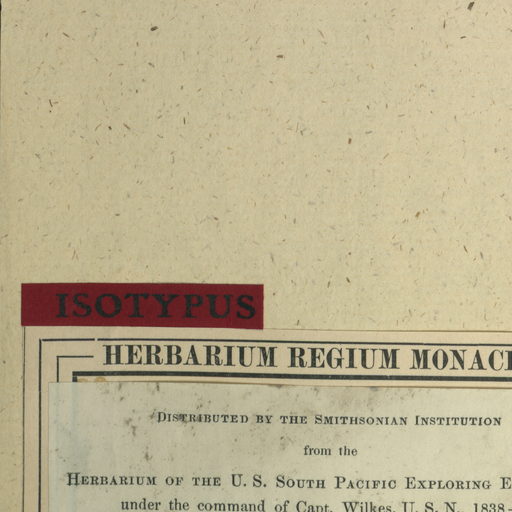 ISOTYPUS
HERBARIUM REGIUM MONAC
DISTRIBUTED BY THE SMITHSONIAN INSTITUTION
from the
HERBARIUM OF THE U. S. SOUTH PACIFIC EXPLORING E
under the command of Capt. Wilkes, U. S. N., 1838-